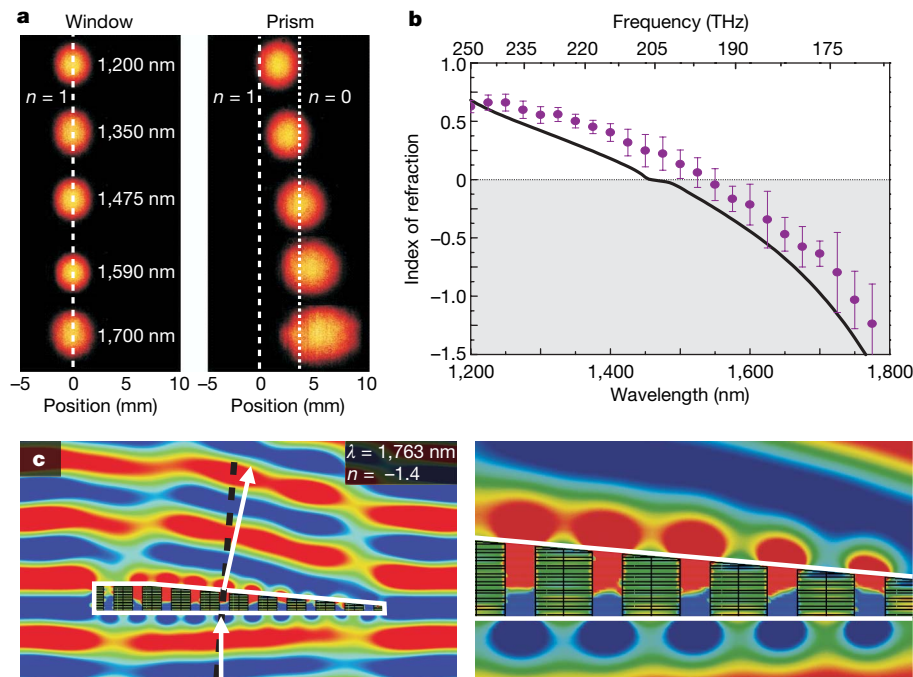 a
Window
Prism
n = 1
1,200 nm
1,350 nm
1,475 nm
1,590 nm
1,700 nm
n = 1
n = 0
−5 0 5 10
Position (mm)
−5 0 5 10
Position (mm)
b
Frequency (THz)
250 235 220 205 190 175
1.0
0.5
0
−0.5
−1.0
−1.5
Index of refraction
1,200 1,400 1,600 1,800
Wavelength (nm)
c
λ = 1,763 nm
n = −1.4